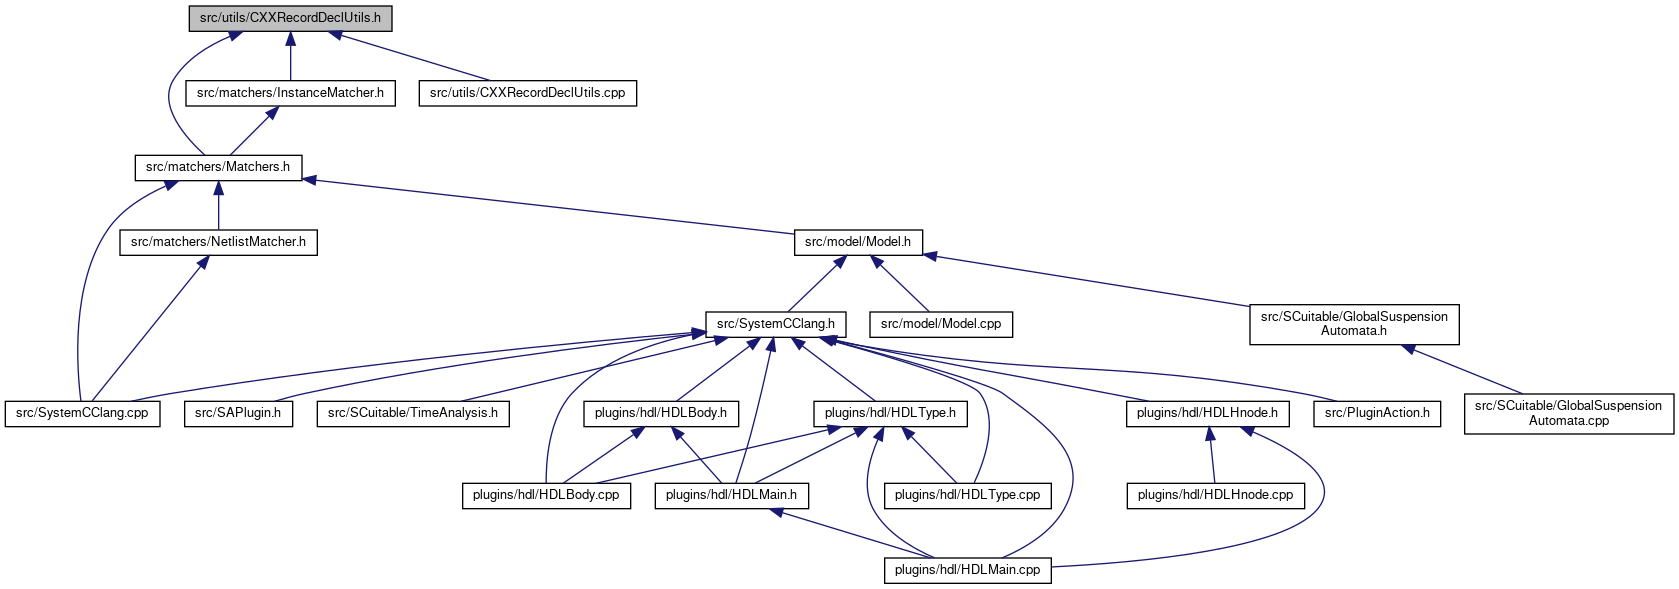 src/utils/CXXRecordDeclUtils.h
src/matchers/InstanceMatcher.h
src/utils/CXXRecordDeclUtils.cpp
src/matchers/Matchers.h
src/matchers/NetlistMatcher.h
src/model/Model.h
src/SystemCClang.h
src/model/Model.cpp
src/SCuitable/GlobalSuspension
Automata.h
src/SystemCClang.cpp
src/SAPlugin.h
src/SCuitable/TimeAnalysis.h
plugins/hdl/HDLBody.h
plugins/hdl/HDLType.h
plugins/hdl/HDLHnode.h
src/PluginAction.h
src/SCuitable/GlobalSuspension
Automata.cpp
plugins/hdl/HDLBody.cpp
plugins/hdl/HDLMain.h
plugins/hdl/HDLType.cpp
plugins/hdl/HDLHnode.cpp
plugins/hdl/HDLMain.cpp